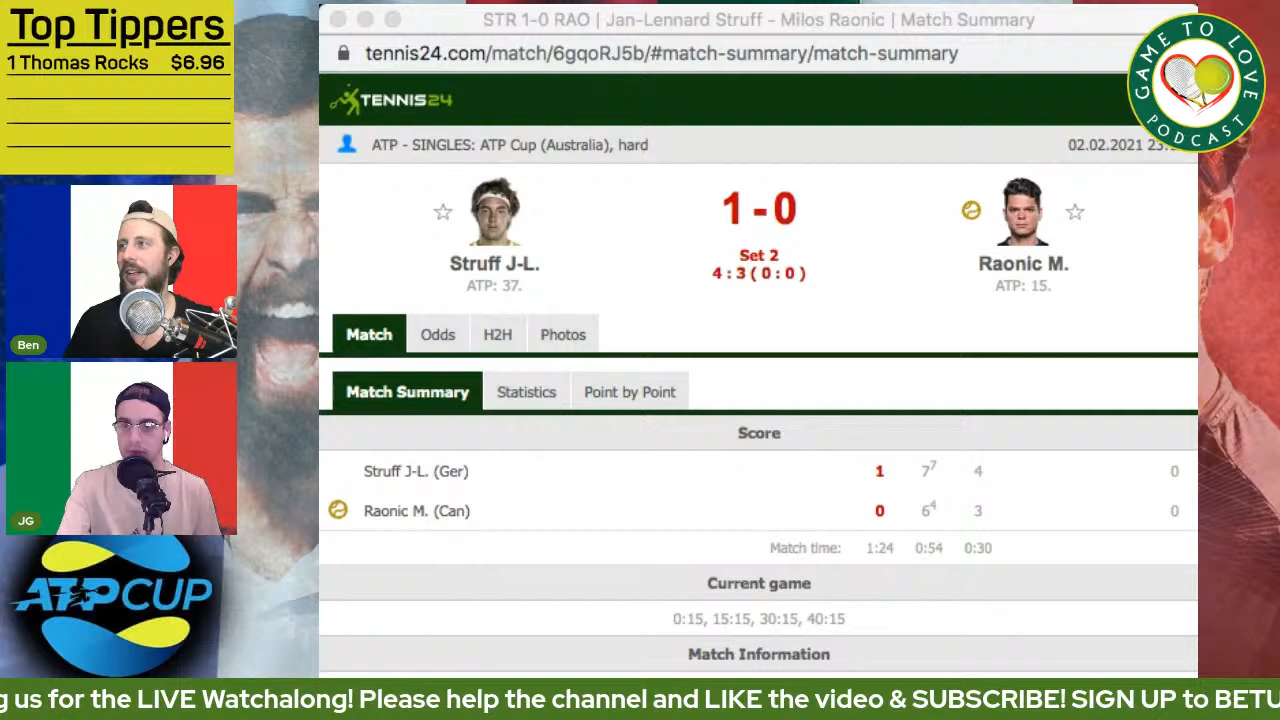 Top Tippers
1 Thomas Rocks $6.96
Ben
JG
ATP CUP
STR 1-0 RAO | Jan-Lennard Struff - Milos Raonic | Match Summary
tennis24.com/match/6gqoRJ5b/#match-summary/match-summary
TENNIS24
GAME TO LOVE
PODCAST
ATP - SINGLES: ATP Cup (Australia), hard
02.02.2021
1 - 0
Set 2
4 : 3 ( 0 : 0 )
Struff J-L.
ATP: 37.
Raonic M.
ATP: 15.
Match Odds H2H Photos
Match Summary Statistics Point by Point
Score
Struff J-L. (Ger) 1 7 7 4 0
Raonic M. (Can) 0 6 4 3 0
Match time: 1:24 0:54 0:30
Current game
0:15, 15:15, 30:15, 40:15
Match Information
g us for the LIVE Watchalong! Please help the channel and LIKE the video & SUBSCRIBE! SIGN UP to BETU